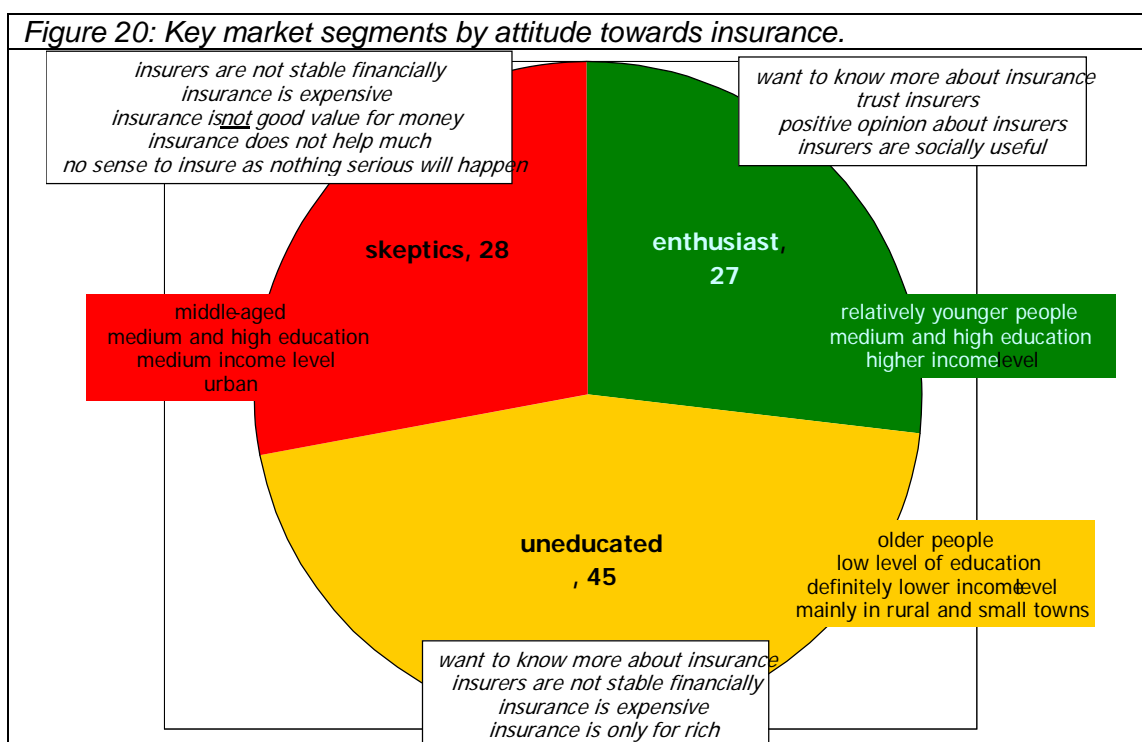 Figure 20: Key market segments by attitude towards insurance.
insurers are not stable financially
insurance is expensive
insurance is not good value for money
insurance does not help much
no sense to insure as nothing serious will happen
want to know more about insurance
trust insurers
positive opinion about insurers
insurers are socially useful
skeptics, 28
enthusiast,
27
middle-aged
medium and high education
medium income level
urban
relatively younger people
medium and high education
higher income level
uneducated
, 45
older people
low level of education
definitely lower income level
mainly in rural and small towns
want to know more about insurance
insurers are not stable financially
insurance is expensive
insurance is only for rich